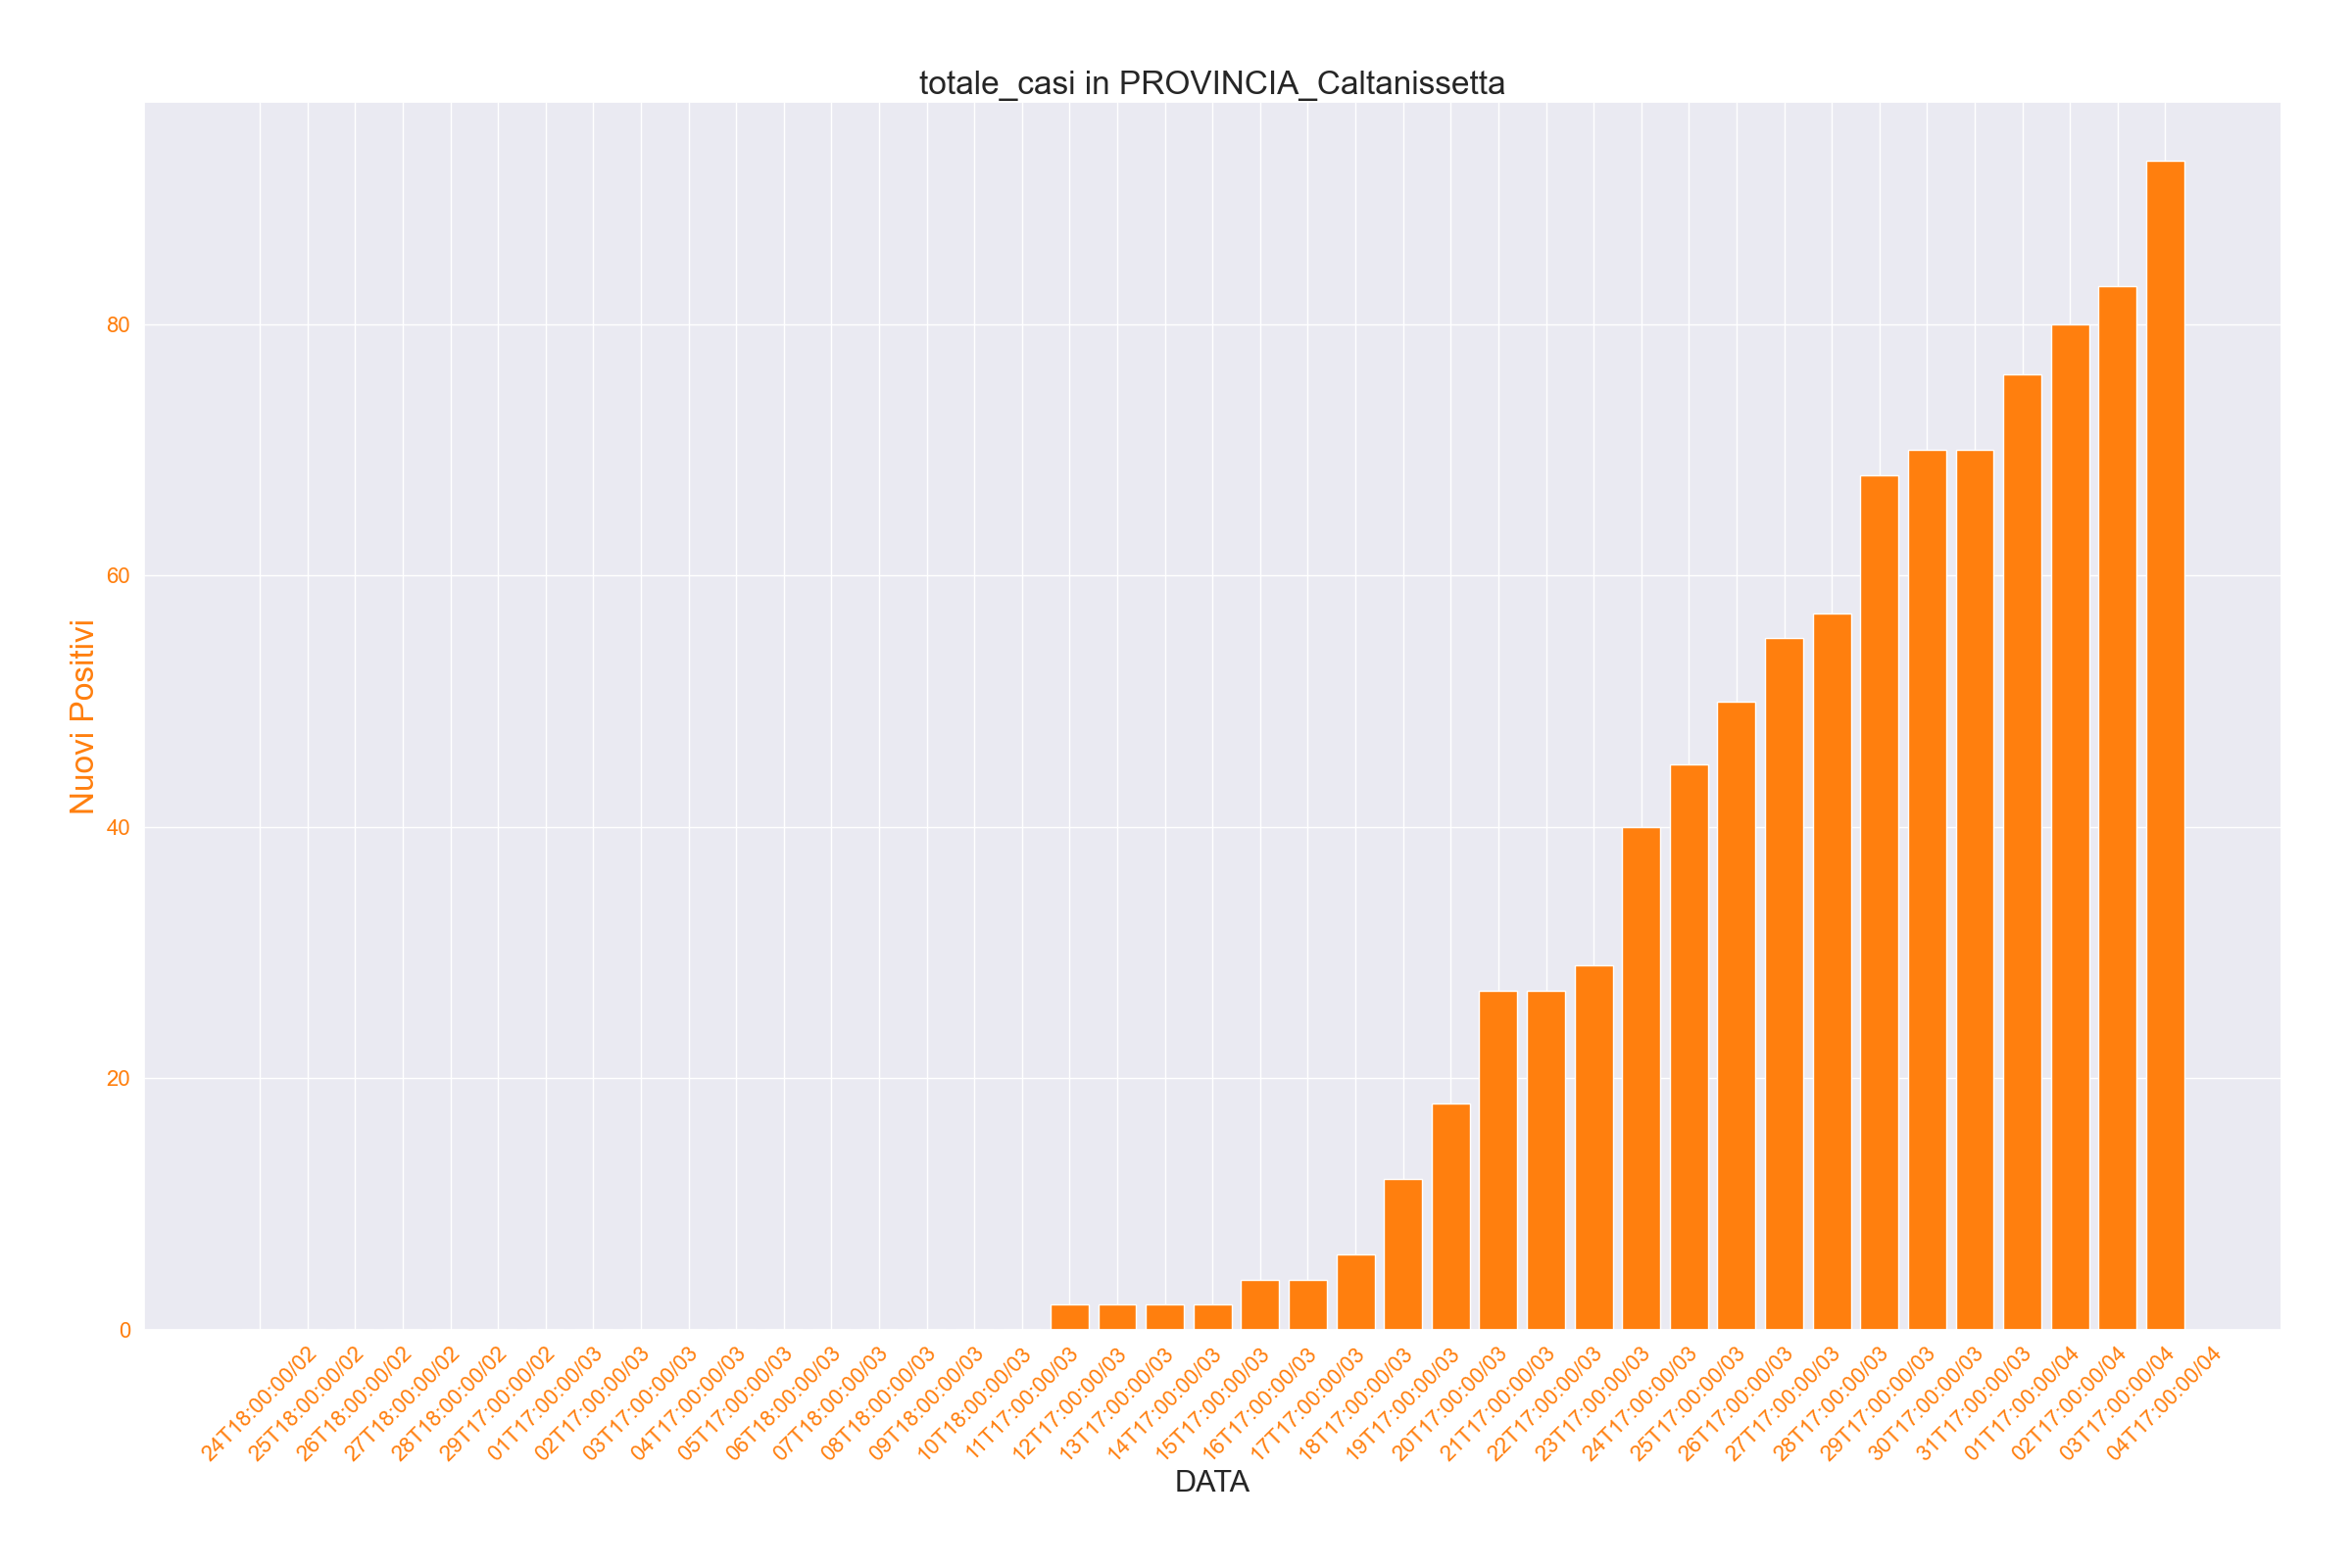 totale_casi in PROVINCIA_Caltanissetta
80
60
40
20
0
Nuovi Positivi
24T18:00:00/02
25T18:00:00/02
26T18:00:00/02
27T18:00:00/02
28T18:00:00/02
29T17:00:00/02
01T17:00:00/03
02T17:00:00/03
03T17:00:00/03
04T17:00:00/03
05T17:00:00/03
06T18:00:00/03
07T18:00:00/03
08T18:00:00/03
09T18:00:00/03
10T18:00:00/03
11T17:00:00/03
12T17:00:00/03
13T17:00:00/03
14T17:00:00/03
15T17:00:00/03
16T17:00:00/03
17T17:00:00/03
18T17:00:00/03
19T17:00:00/03
20T17:00:00/03
21T17:00:00/03
22T17:00:00/03
23T17:00:00/03
24T17:00:00/03
25T17:00:00/03
26T17:00:00/03
27T17:00:00/03
28T17:00:00/03
29T17:00:00/03
30T17:00:00/03
31T17:00:00/03
01T17:00:00/04
02T17:00:00/04
03T17:00:00/04
04T17:00:00/04
DATA